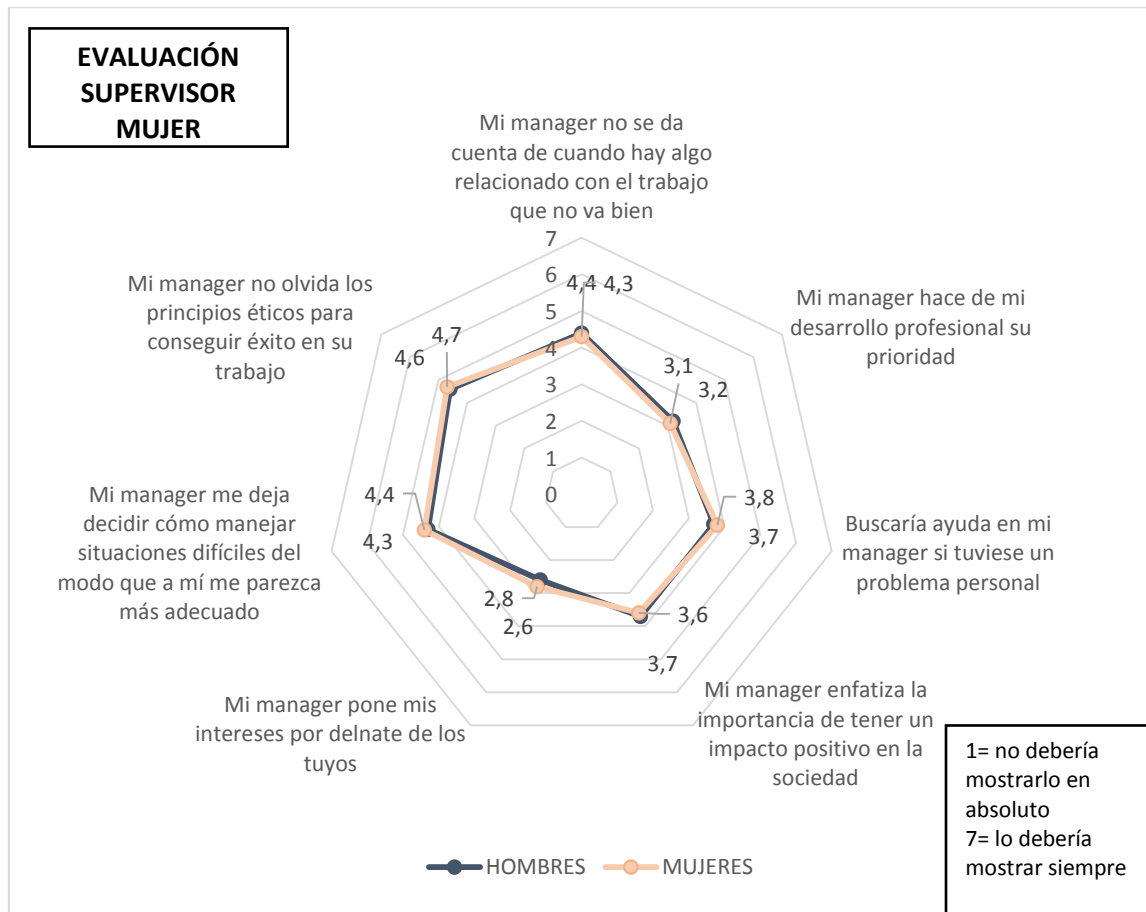 EVALUACIÓN
SUPERVISOR
MUJER
Mi manager no se da
cuenta de cuando hay algo
relacionado con el trabajo
que no va bien
Mi manager hace de mi
desarrollo profesional su
prioridad
Buscaría ayuda en mi
manager si tuviese un
problema personal
Mi manager enfatiza la
importancia de tener un
impacto positivo en la
sociedad
Mi manager pone mis
intereses por delnate de los
tuyos
Mi manager me deja
decidir cómo manejar
situaciones difíciles del
modo que a mí me parezca
más adecuado
Mi manager no olvida los
principios éticos para
conseguir éxito en su
trabajo
7
6
5
4
3
2
1
0
4,4
4,3
3,1
3,2
3,8
3,7
3,6
3,7
2,8
2,6
4,4
4,3
4,7
4,6
HOMBRES
MUJERES
1= no debería
mostrarlo en
absoluto
7= lo debería
mostrar siempre